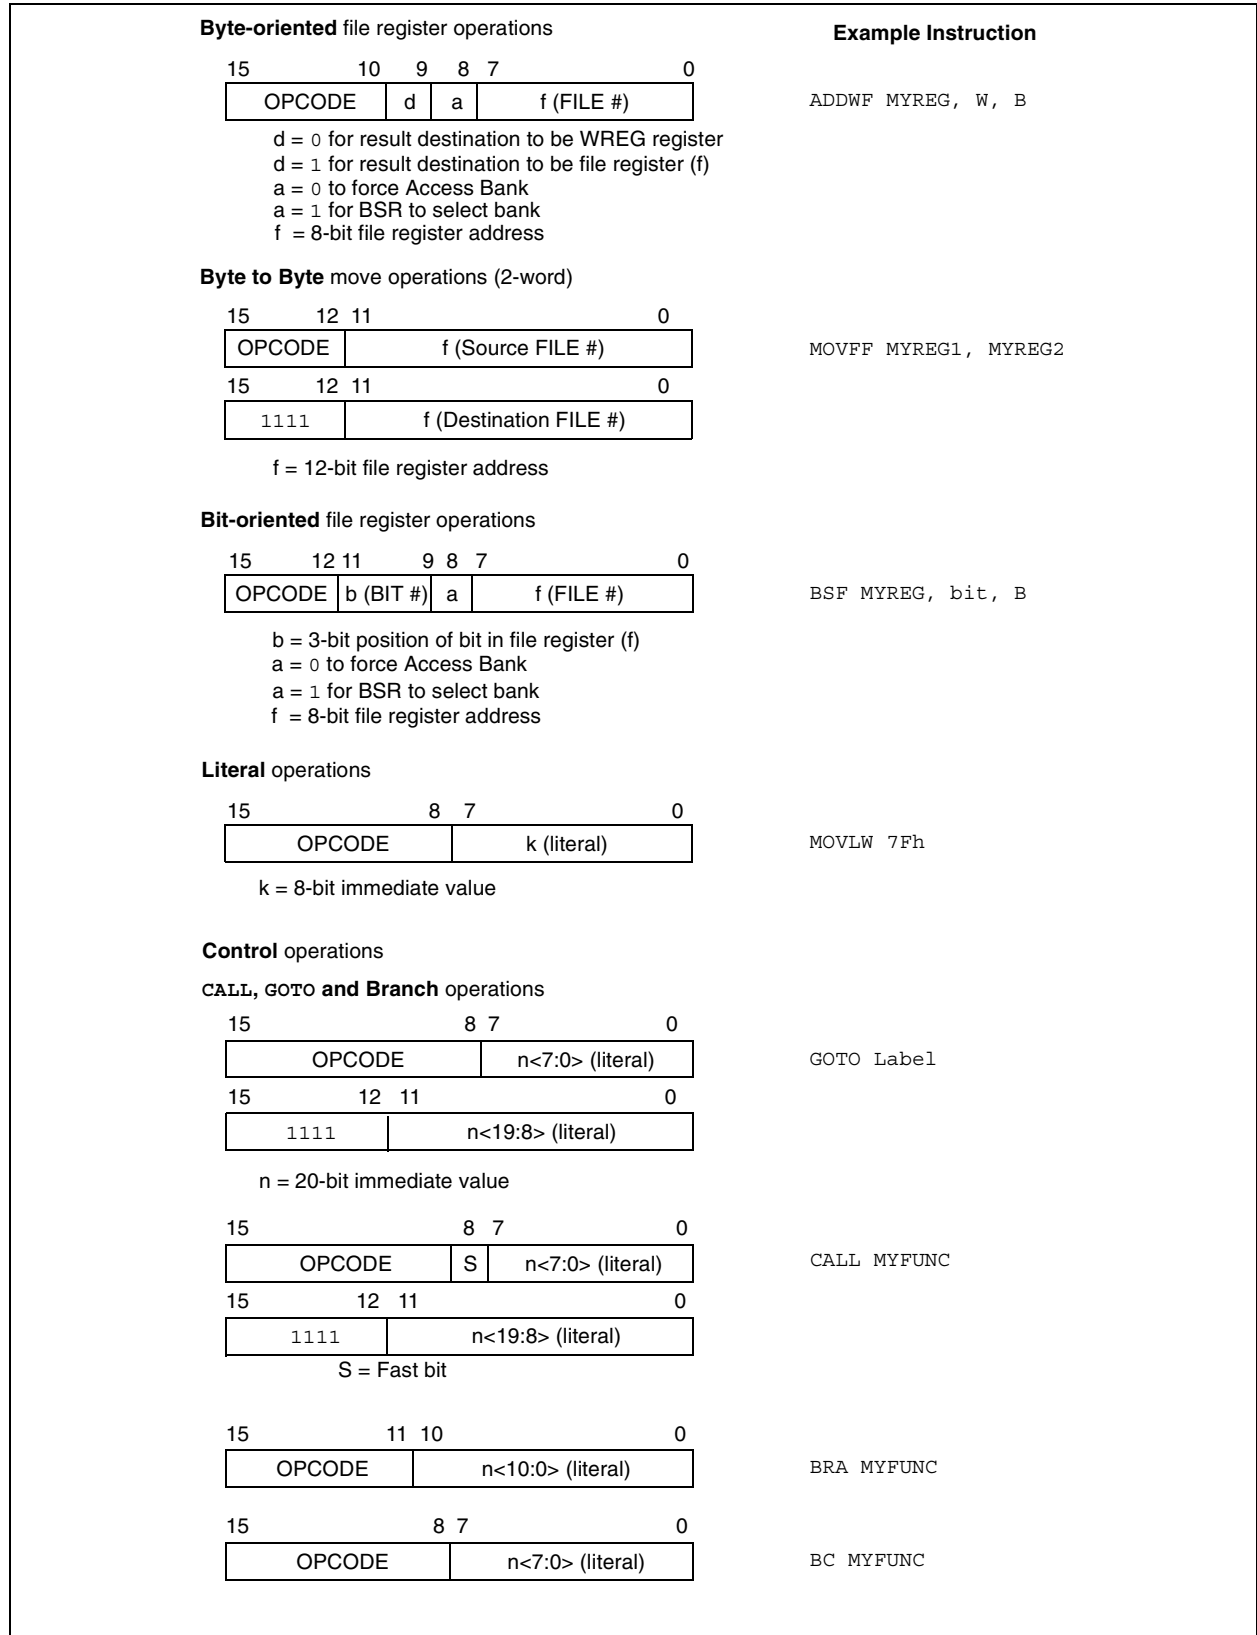 Byte-oriented file register operations
Example Instruction
15 10 9 8 7 0
OPCODE d a f (FILE #)
ADDWF MYREG, W, B
d = 0 for result destination to be WREG register
d = 1 for result destination to be file register (f)
a = 0 to force Access Bank
a = 1 for BSR to select bank
f = 8-bit file register address
Byte to Byte move operations (2-word)
15 12 11 0
OPCODE f (Source FILE #)
MOVFF MYREG1, MYREG2
15 12 11 0
1111 f (Destination FILE #)
f = 12-bit file register address
Bit-oriented file register operations
15 12 11 9 8 7 0
OPCODE b (BIT #) a f (FILE #)
BSF MYREG, bit, B
b = 3-bit position of bit in file register (f)
a = 0 to force Access Bank
a = 1 for BSR to select bank
f = 8-bit file register address
Literal operations
15 8 7 0
OPCODE k (literal)
MOVLW 7Fh
k = 8-bit immediate value
Control operations
CALL, GOTO and Branch operations
15 8 7 0
OPCODE n<7:0> (literal)
GOTO Label
15 12 11 0
1111 n<19:8> (literal)
n = 20-bit immediate value
15 8 7 0
OPCODE S n<7:0> (literal)
CALL MYFUNC
15 12 11 0
1111 n<19:8> (literal)
S = Fast bit
15 11 10 0
OPCODE n<10:0> (literal)
BRA MYFUNC
15 8 7 0
OPCODE n<7:0> (literal)
BC MYFUNC